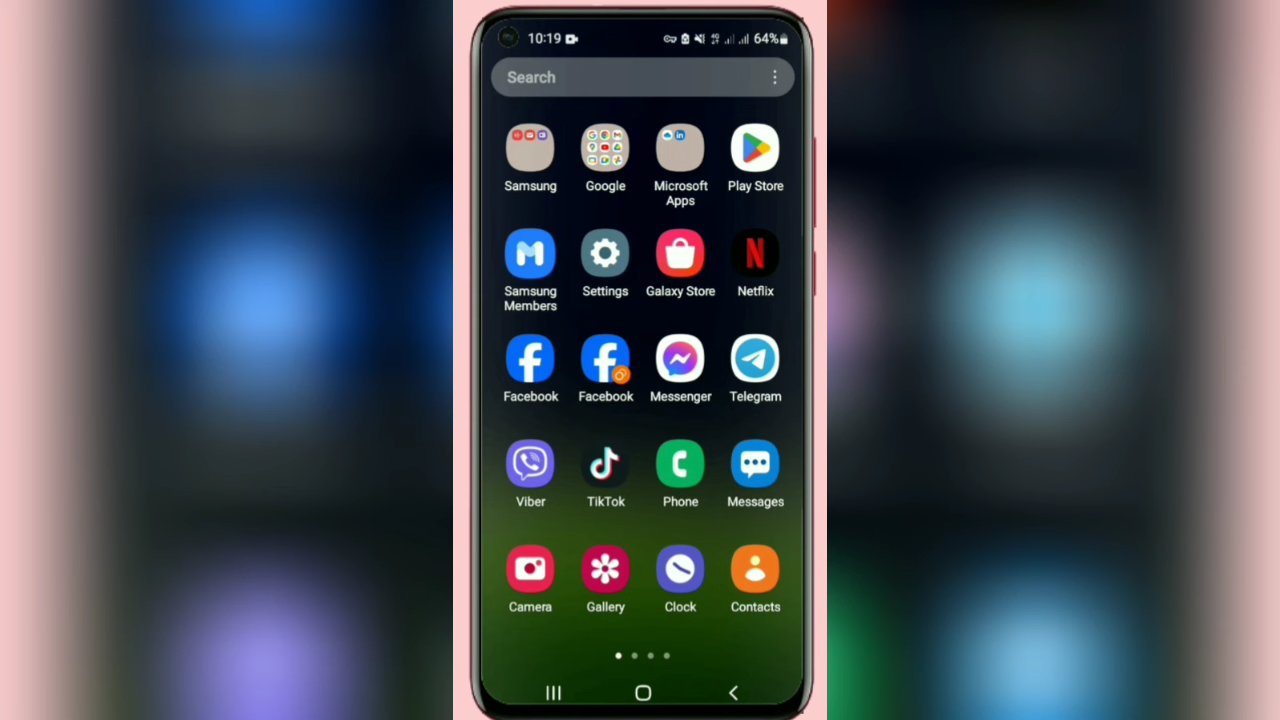 10:19
64%
Search
Samsung
Google
Microsoft
Apps
Play Store
Samsung
Members
Settings
Galaxy Store
Netflix
Facebook
Facebook
Messenger
Telegram
Viber
TikTok
Phone
Messages
Camera
Gallery
Clock
Contacts